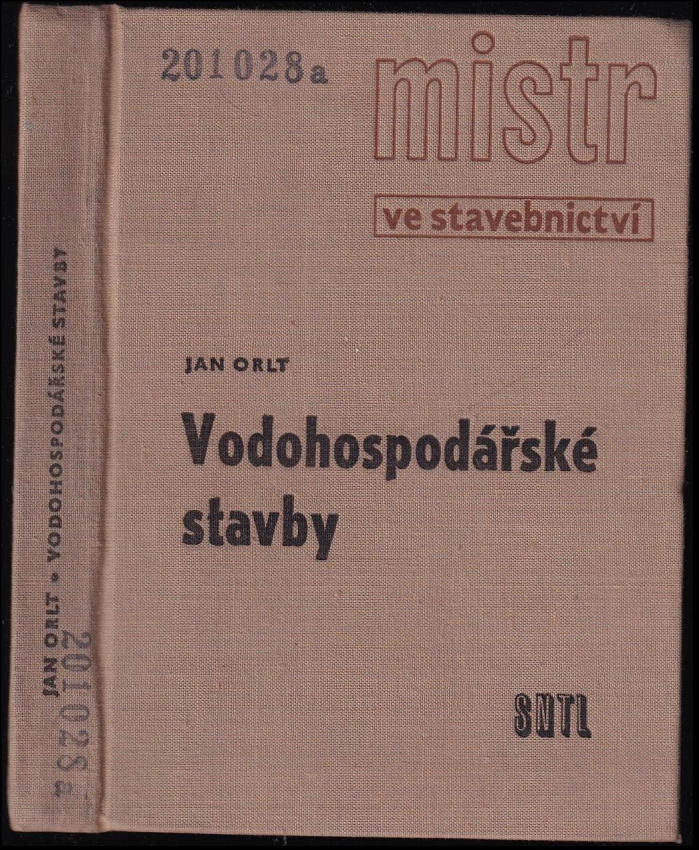 201028a
mistr
ve stavebnictví
JAN ORLT
Vodohospodářské
stavby
SNTL
JAN ORLT • VODOHOSPODÁŘSKÉ STAVBY
201028a